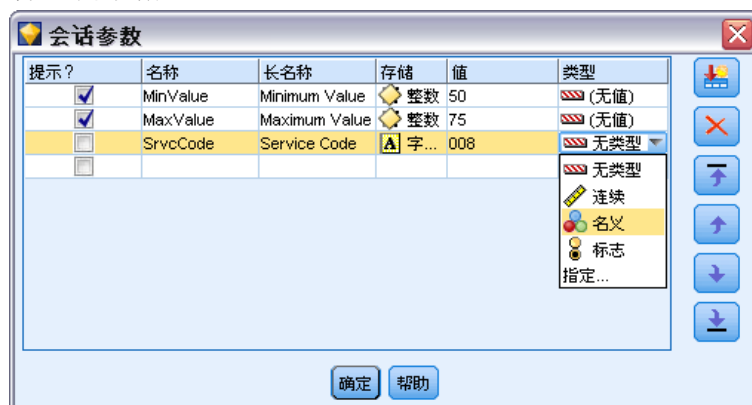 会话参数
提示？ 名称 长名称 存储 值 类型
MinValue Minimum Value 整数 50 (无值)
MaxValue Maximum Value 整数 75 (无值)
SrvcCode Service Code A 字... 008 无类型
无类型
连续
名义
标志
指定...
确定 帮助